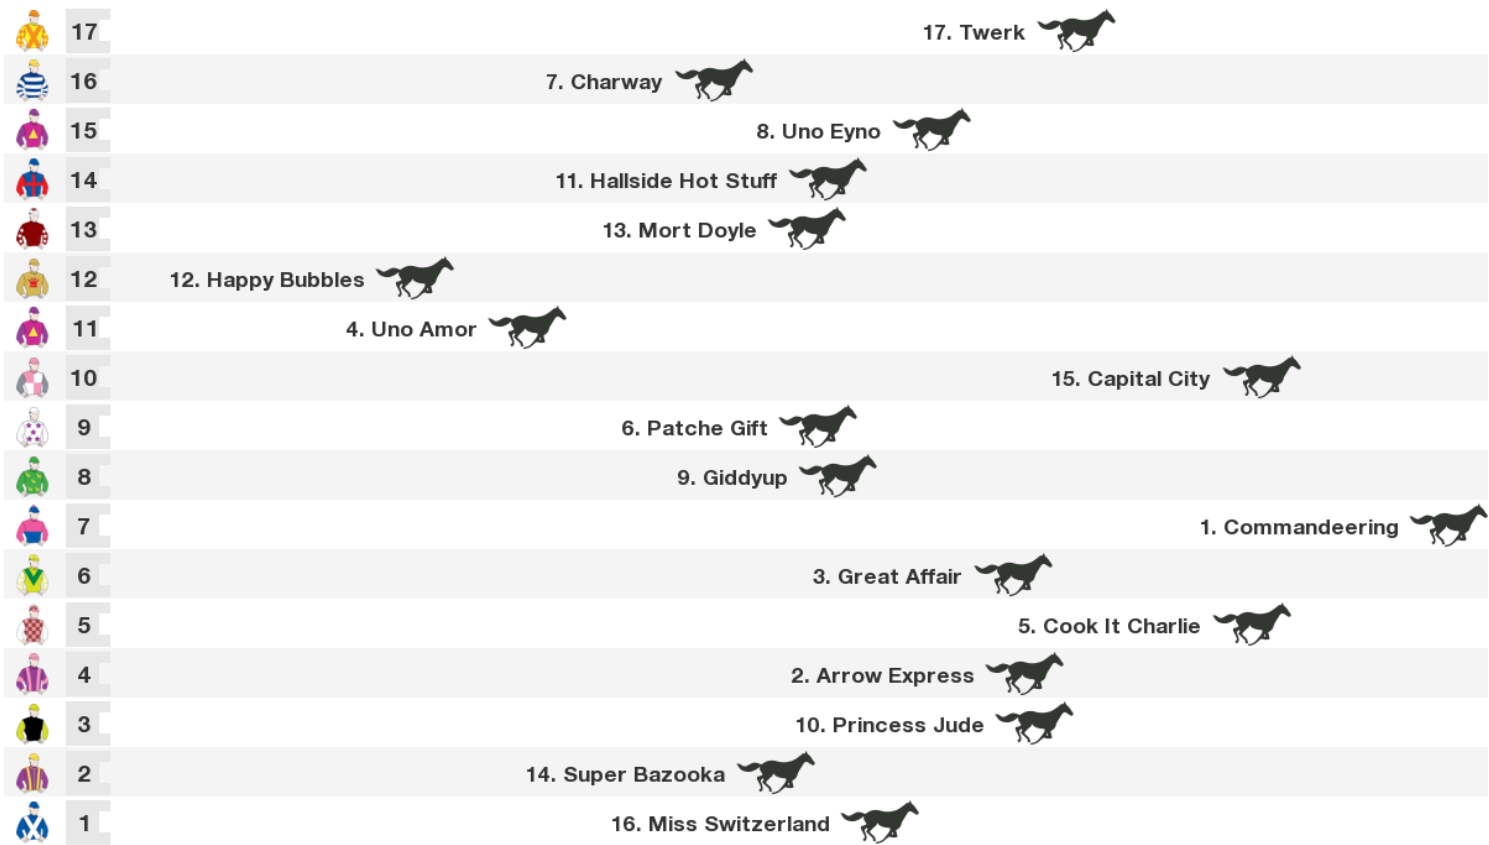 17 17. Twerk
16 7. Charway
15 8. Uno Eyno
14 11. Hallside Hot Stuff
13 13. Mort Doyle
12 12. Happy Bubbles
11 4. Uno Amor
10 15. Capital City
9 6. Patche Gift
8 9. Giddyup
7 1. Commandeering
6 3. Great Affair
5 5. Cook It Charlie
4 2. Arrow Express
3 10. Princess Jude
2 14. Super Bazooka
1 16. Miss Switzerland